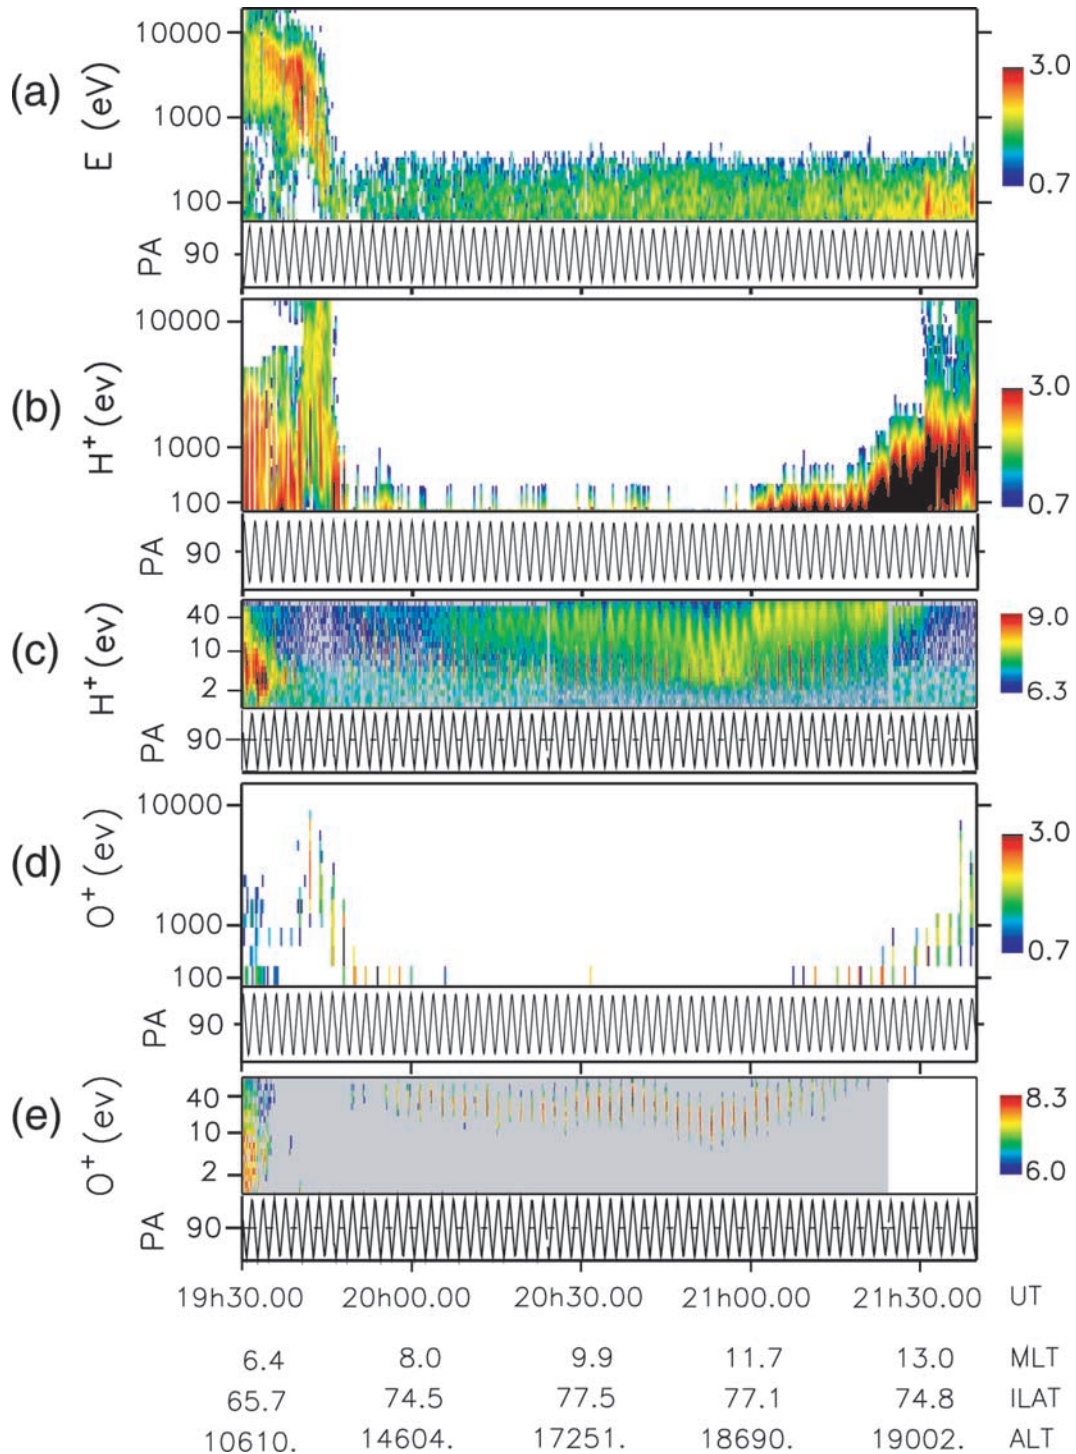 (a)
E (eV)
10000
1000
100
3.0
0.7
PA
90
(b)
H+ (ev)
10000
1000
100
3.0
0.7
PA
90
(c)
H+ (ev)
40
10
2
9.0
6.3
PA
90
(d)
O+ (ev)
10000
1000
100
3.0
0.7
PA
90
(e)
O+ (ev)
40
10
2
8.3
6.0
PA
90
19h30.00 20h00.00 20h30.00 21h00.00 21h30.00 UT
6.4 8.0 9.9 11.7 13.0 MLT
65.7 74.5 77.5 77.1 74.8 ILAT
10610. 14604. 17251. 18690. 19002. ALT